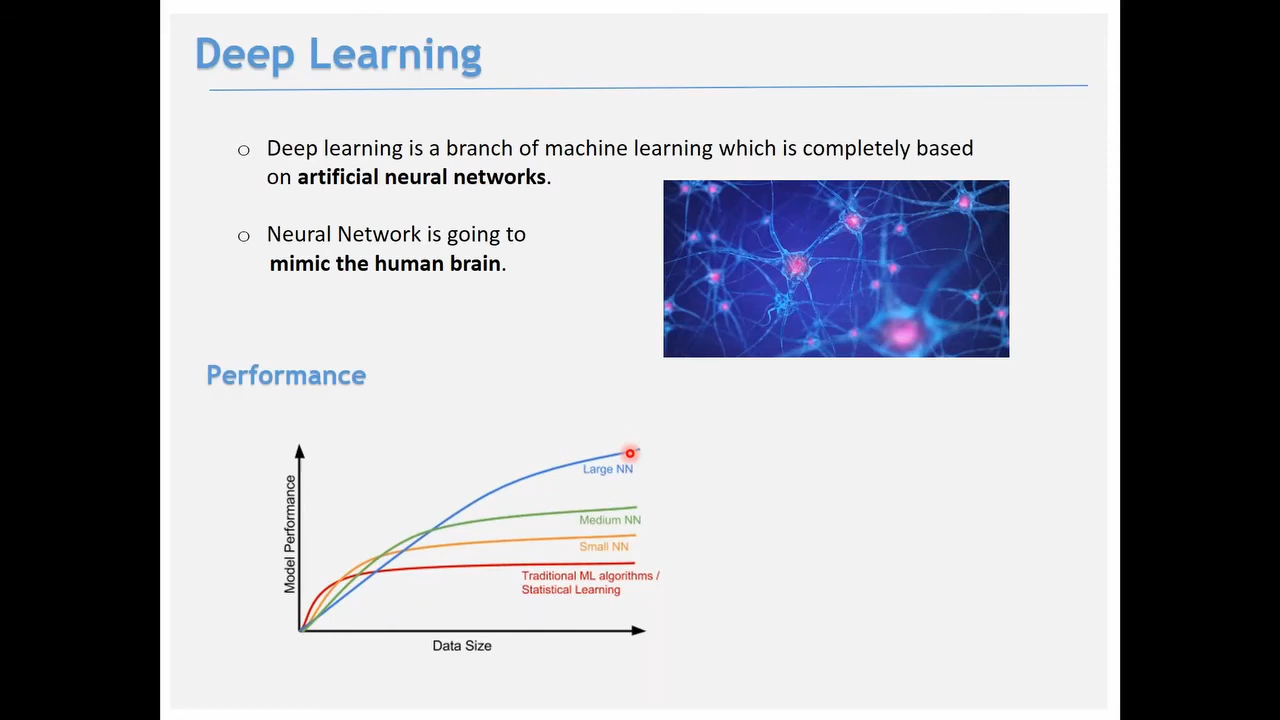 Deep Learning
○ Deep learning is a branch of machine learning which is completely based
on artificial neural networks.
○ Neural Network is going to
mimic the human brain.
Performance
Model Performance
Large NN
Medium NN
Small NN
Traditional ML algorithms /
Statistical Learning
Data Size